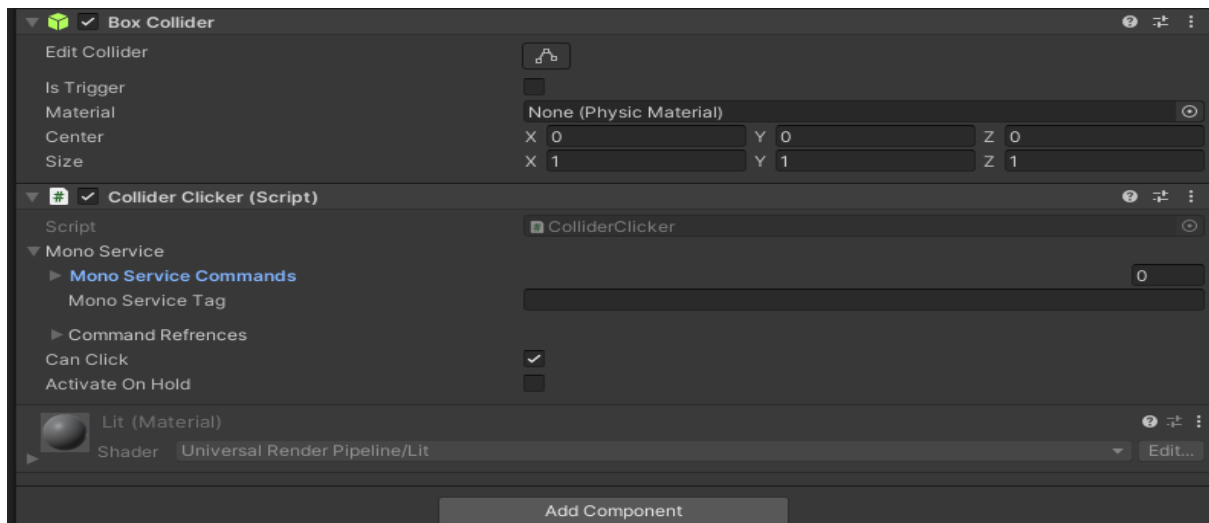 Box Collider
Edit Collider
Is Trigger
Material None (Physic Material)
Center X 0 Y 0 Z 0
Size X 1 Y 1 Z 1
# Collider Clicker (Script)
Script # ColliderClicker
Mono Service
Mono Service Commands 0
Mono Service Tag
Command Refrences
Can Click
Activate On Hold
Lit (Material)
Shader Universal Render Pipeline/Lit Edit...
Add Component